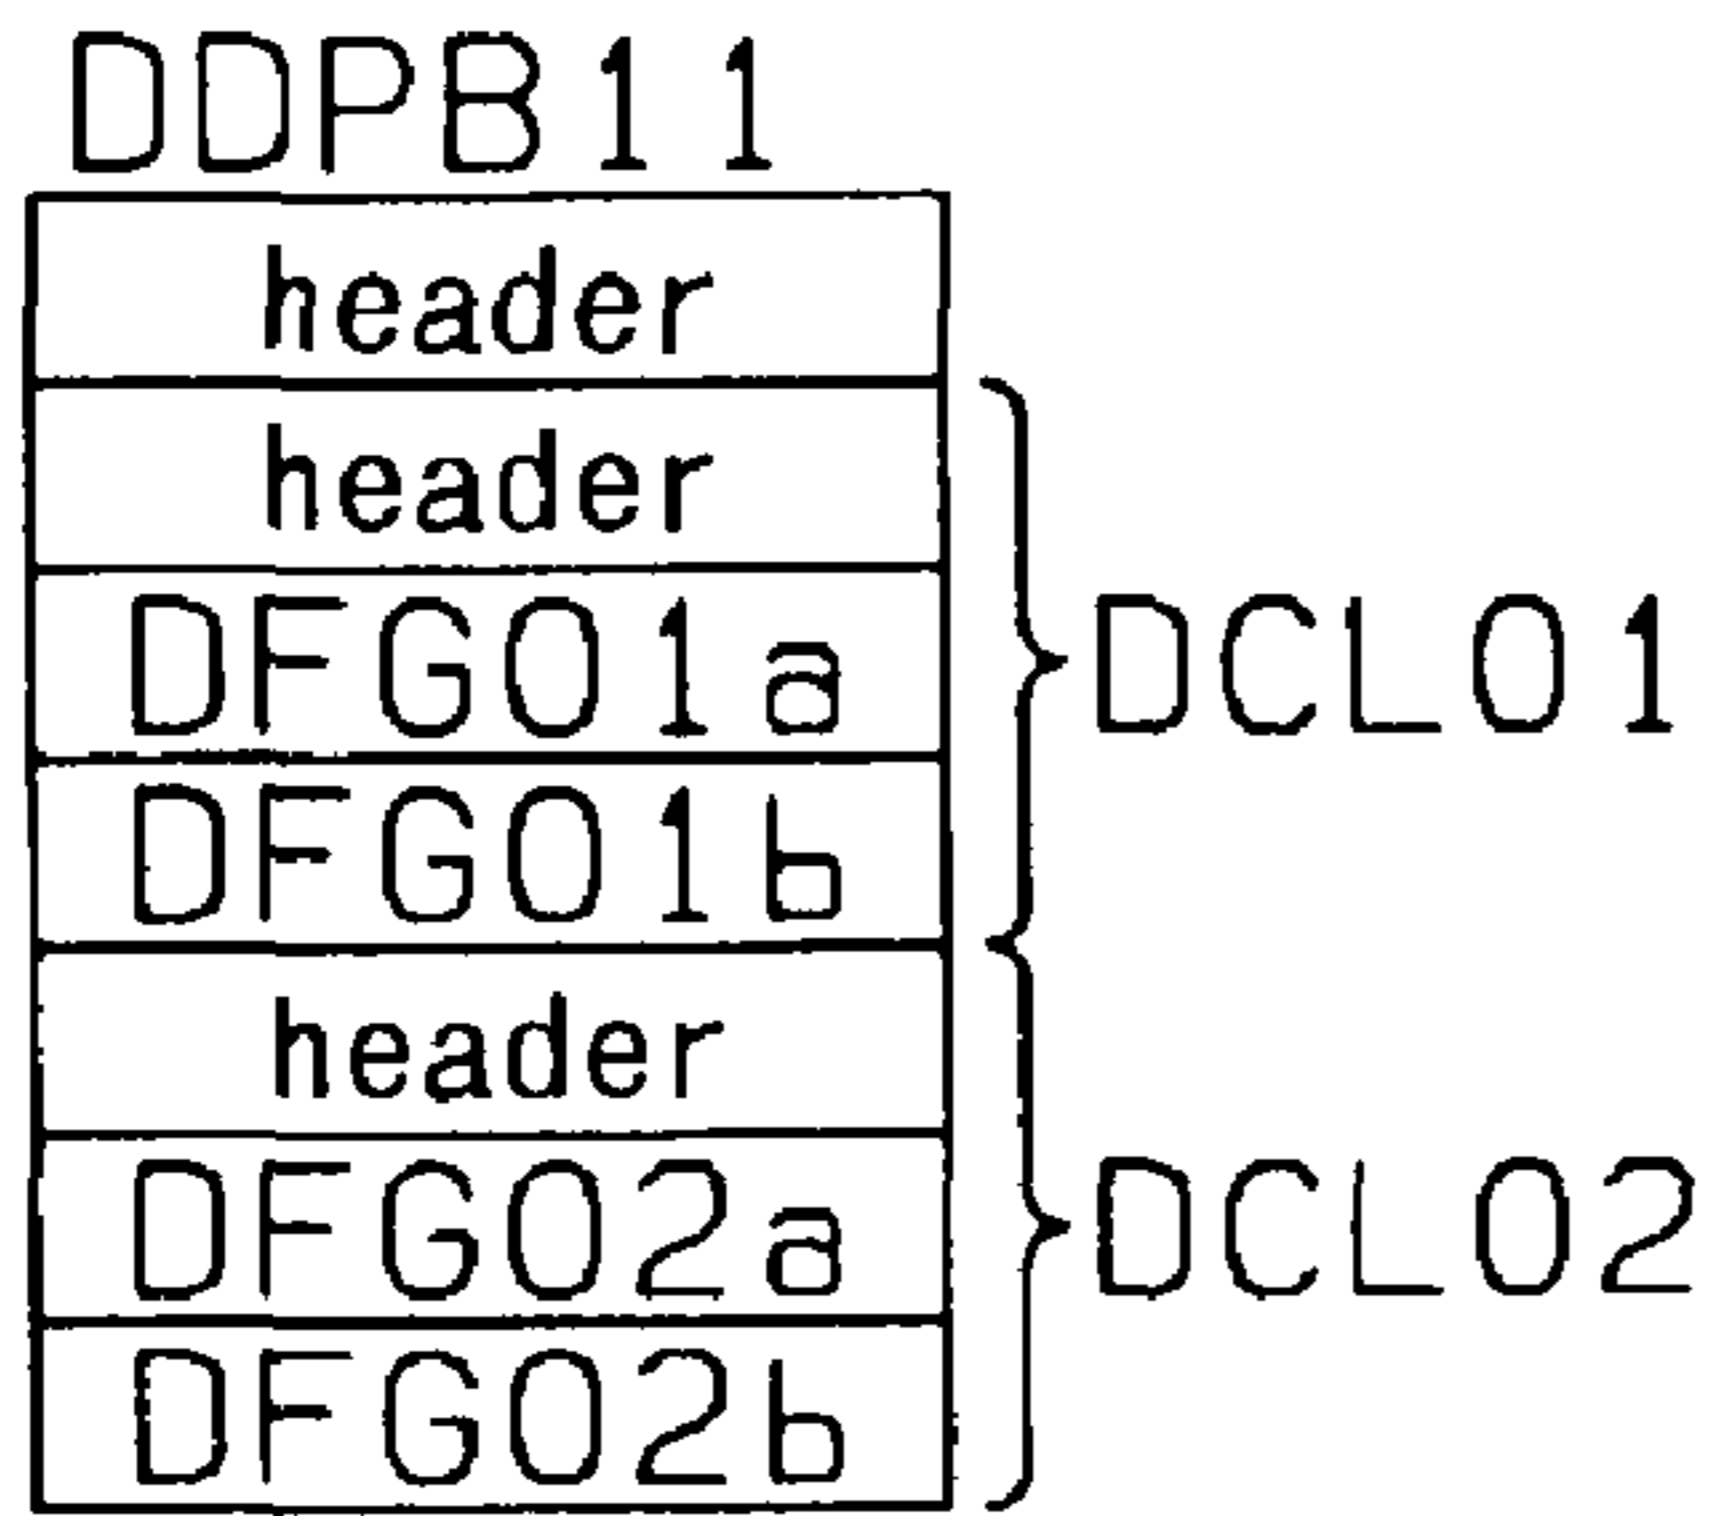 DDPB11
header
header
DFG01a
DCL01
DFG01b
header
DFG02a
DCL02
DFG02b